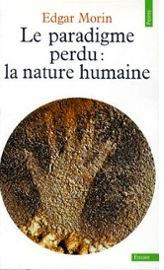 Edgar Morin
Le paradigme
perdu :
la nature humaine
Points
Essais